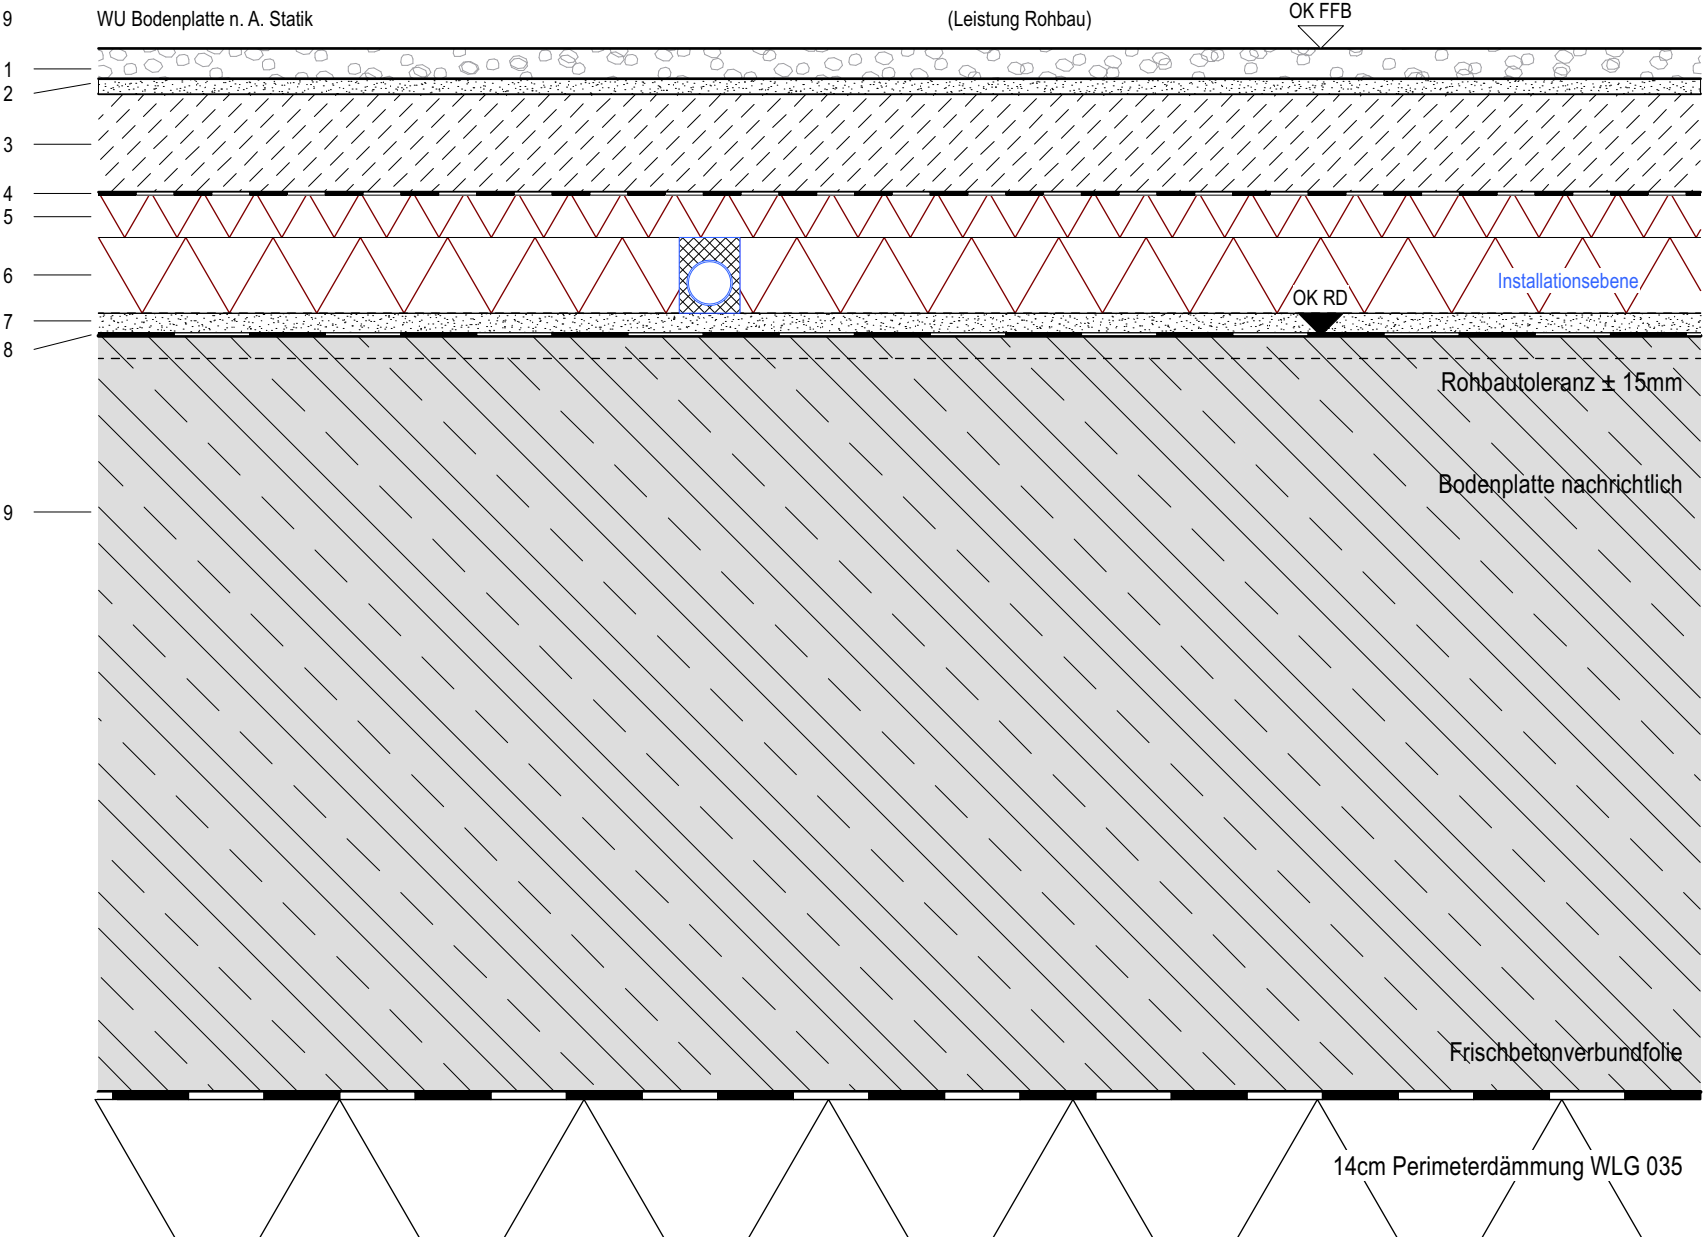 9 WU Bodenplatte n. A. Statik (Leistung Rohbau) OK FFB
1
2
3
4
5
6 Installationsebene
OK RD
7
8
Rohbautoleranz ± 15mm
Bodenplatte nachrichtlich
9
Frischbetonverbundfolie
14cm Perimeterdämmung WLG 035